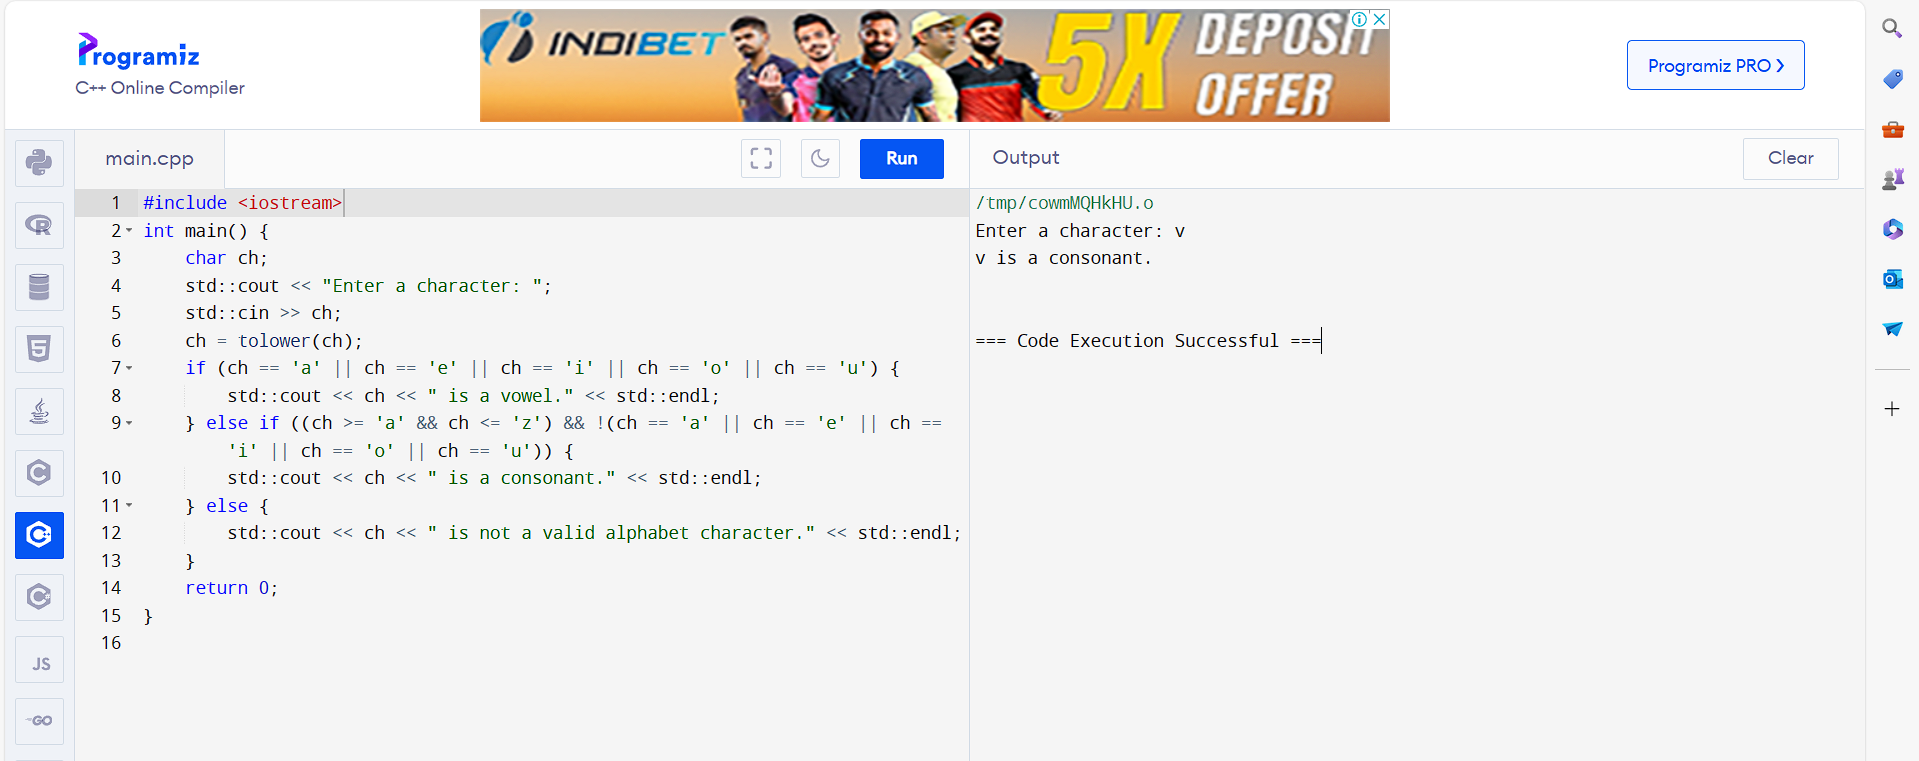 Programiz
C++ Online Compiler
INDIBET
5X
DEPOSIT
OFFER
Programiz PRO
main.cpp
Run
Output
Clear
1 #include <iostream>
2 int main() {
3 char ch;
4 std::cout << "Enter a character: ";
5 std::cin >> ch;
6 ch = tolower(ch);
7 if (ch == 'a' || ch == 'e' || ch == 'i' || ch == 'o' || ch == 'u') {
8 std::cout << ch << " is a vowel." << std::endl;
9 } else if ((ch >= 'a' && ch <= 'z') && !(ch == 'a' || ch == 'e' || ch ==
'i' || ch == 'o' || ch == 'u')) {
10 std::cout << ch << " is a consonant." << std::endl;
11 } else {
12 std::cout << ch << " is not a valid alphabet character." << std::endl;
13 }
14 return 0;
15 }
16
/tmp/cowmMQHkHU.o
Enter a character: v
v is a consonant.
=== Code Execution Successful ===
R
5
C
C++
C#
JS
GO